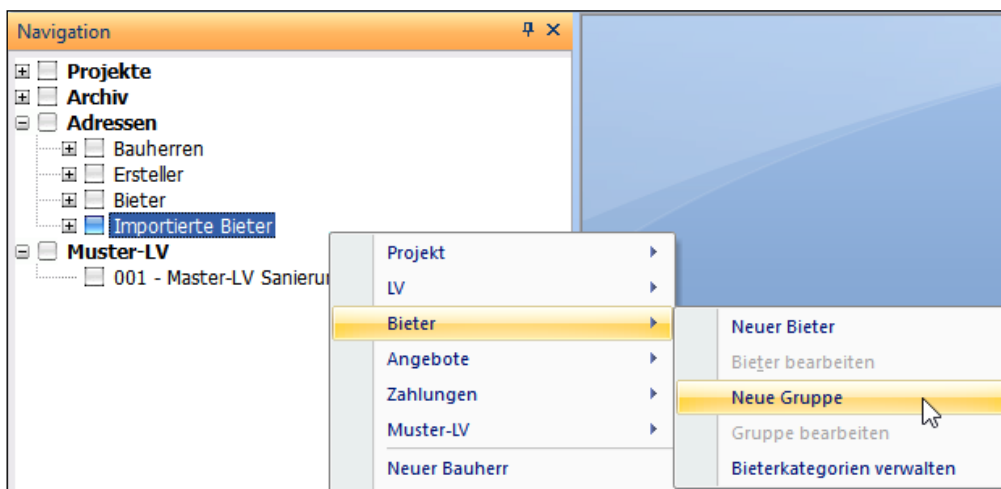 Navigation
Projekte
Archiv
Adressen
Bauherren
Ersteller
Bieter
Importierte Bieter
Muster-LV
001 - Master-LV
Projekt
LV
Bieter
Angebote
Zahlungen
Muster-LV
Neuer Bauherr
Neuer Bieter
Bieter bearbeiten
Neue Gruppe
Gruppe bearbeiten
Bieterkategorien verwalten